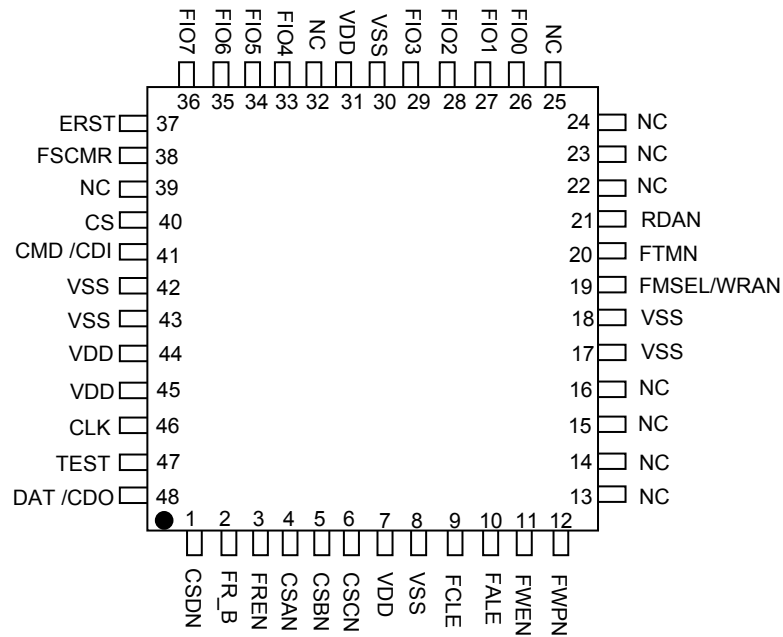 FIO7 FIO6 FIO5 FIO4 NC VDD VSS FIO3 FIO2 FIO1 FIO0 NC
36 35 34 33 32 31 30 29 28 27 26 25
ERST 37 24 NC
FSCMR 38 23 NC
NC 39 22 NC
CS 40 21 RDAN
CMD /CDI 41 20 FTMN
VSS 42 19 FMSEL/WRAN
VSS 43 18 VSS
VDD 44 17 VSS
VDD 45 16 NC
CLK 46 15 NC
TEST 47 14 NC
DAT /CDO 48 13 NC
1 2 3 4 5 6 7 8 9 10 11 12
CSDN FR_B FREN CSAN CSBN CSCN VDD VSS FCLE FALE FWEN FWPN